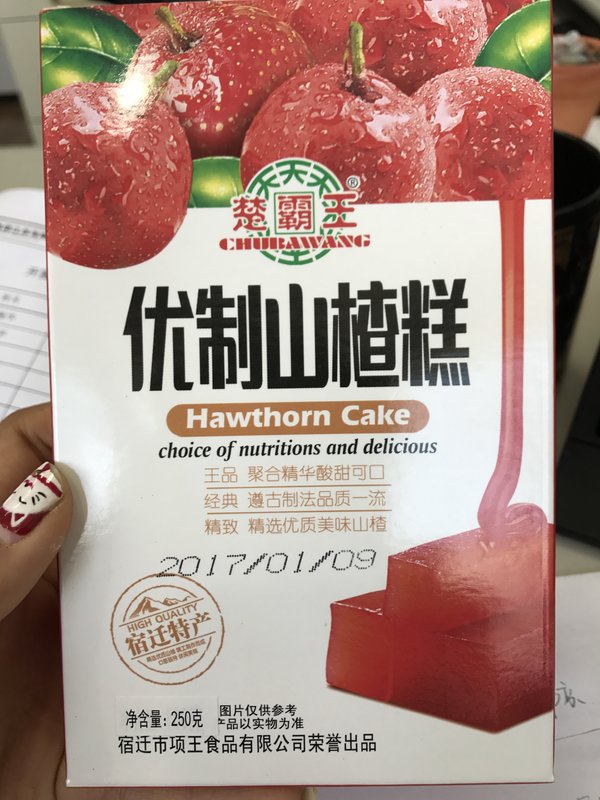 天天天
®
楚霸王
CHUBAWANG
优制山楂糕
Hawthorn Cake
choice of nutritions and delicious
王品 聚合精华酸甜可口
经典 遵古制法品质一流
精致 精选优质美味山楂
2017/01/09
HIGH QUALITY
宿迁特产
净含量: 250克
图片仅供参考
产品以实物为准
宿迁市项王食品有限公司荣誉出品